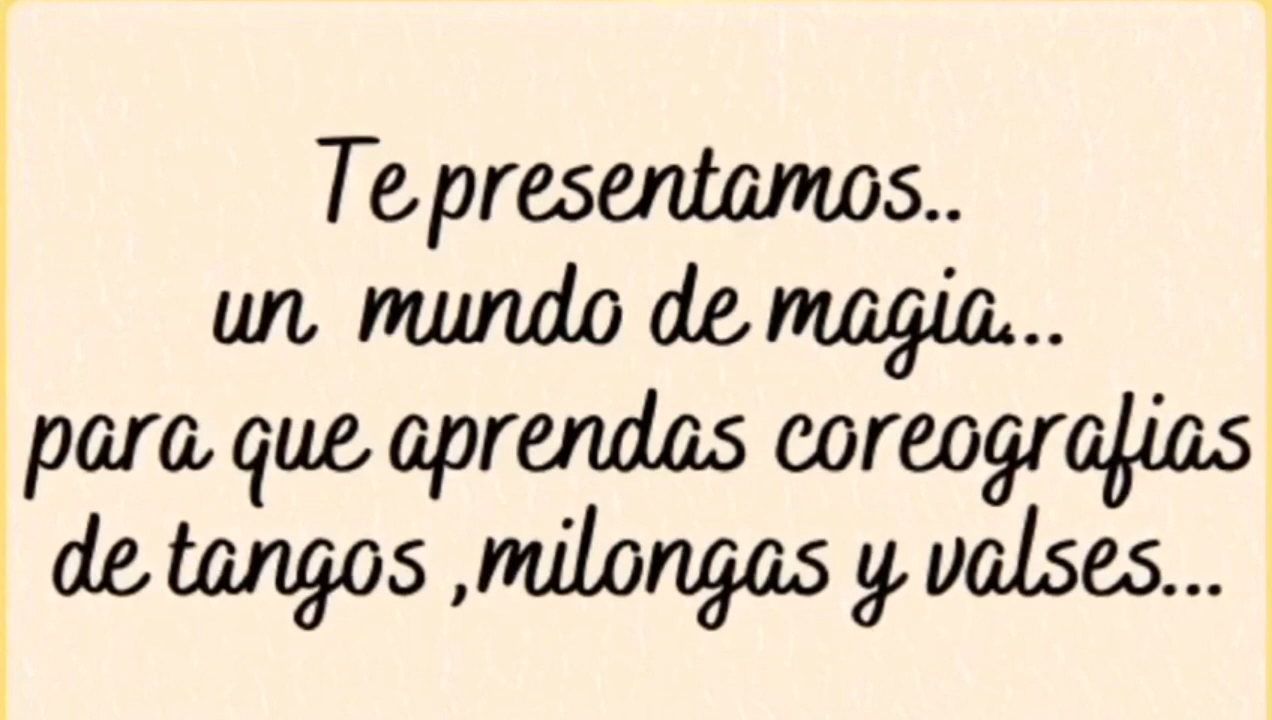 Te presentamos..
un mundo de magia...
para que aprendas coreografias
de tangos ,milongas y valses...